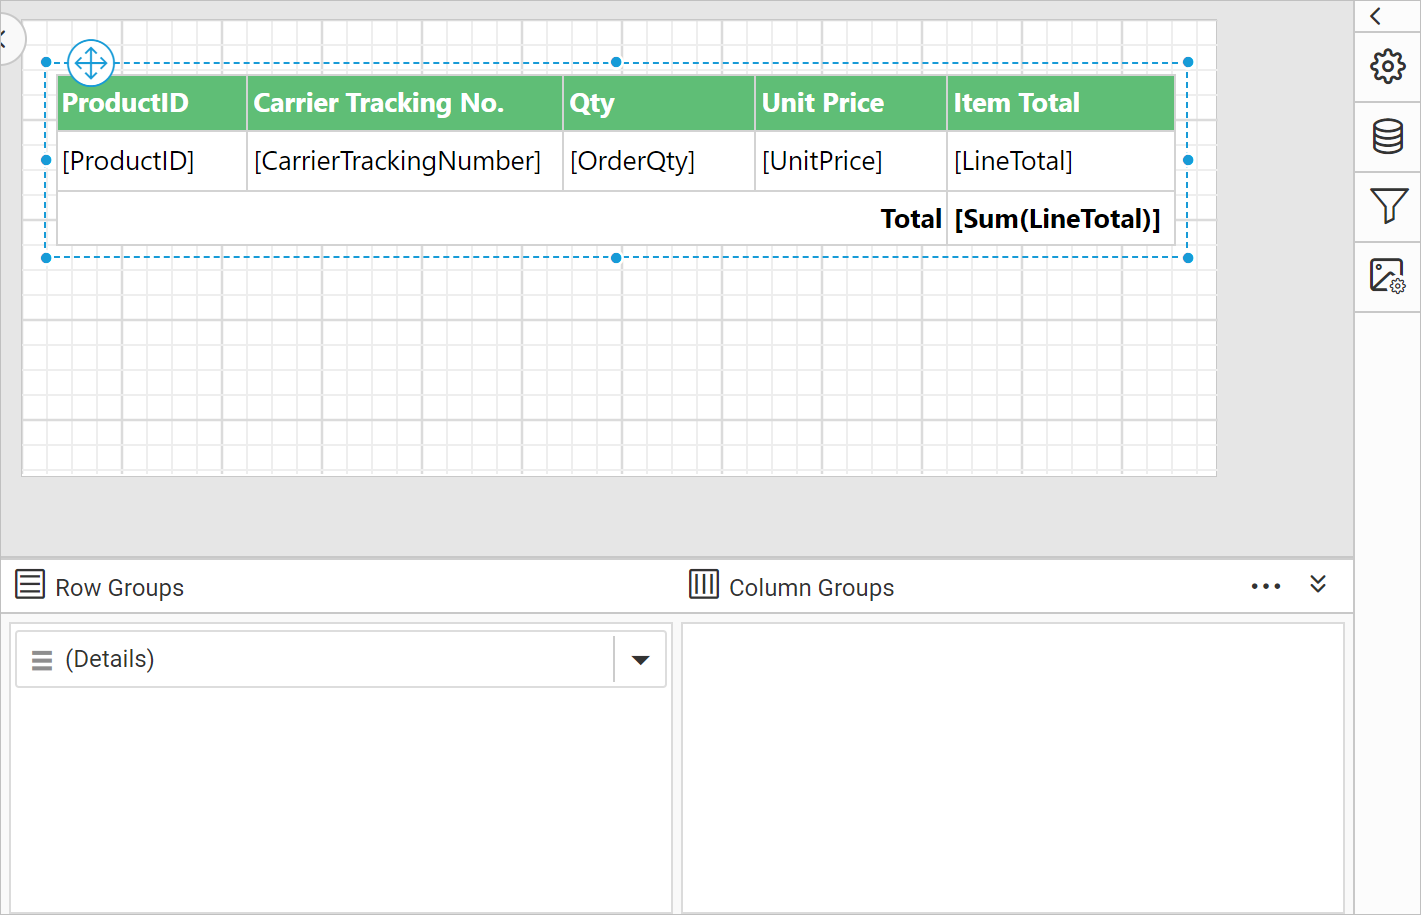 ProductID Carrier Tracking No. Qty Unit Price Item Total
[ProductID] [CarrierTrackingNumber] [OrderQty] [UnitPrice] [LineTotal]
Total [Sum(LineTotal)]
Row Groups Column Groups
(Details)